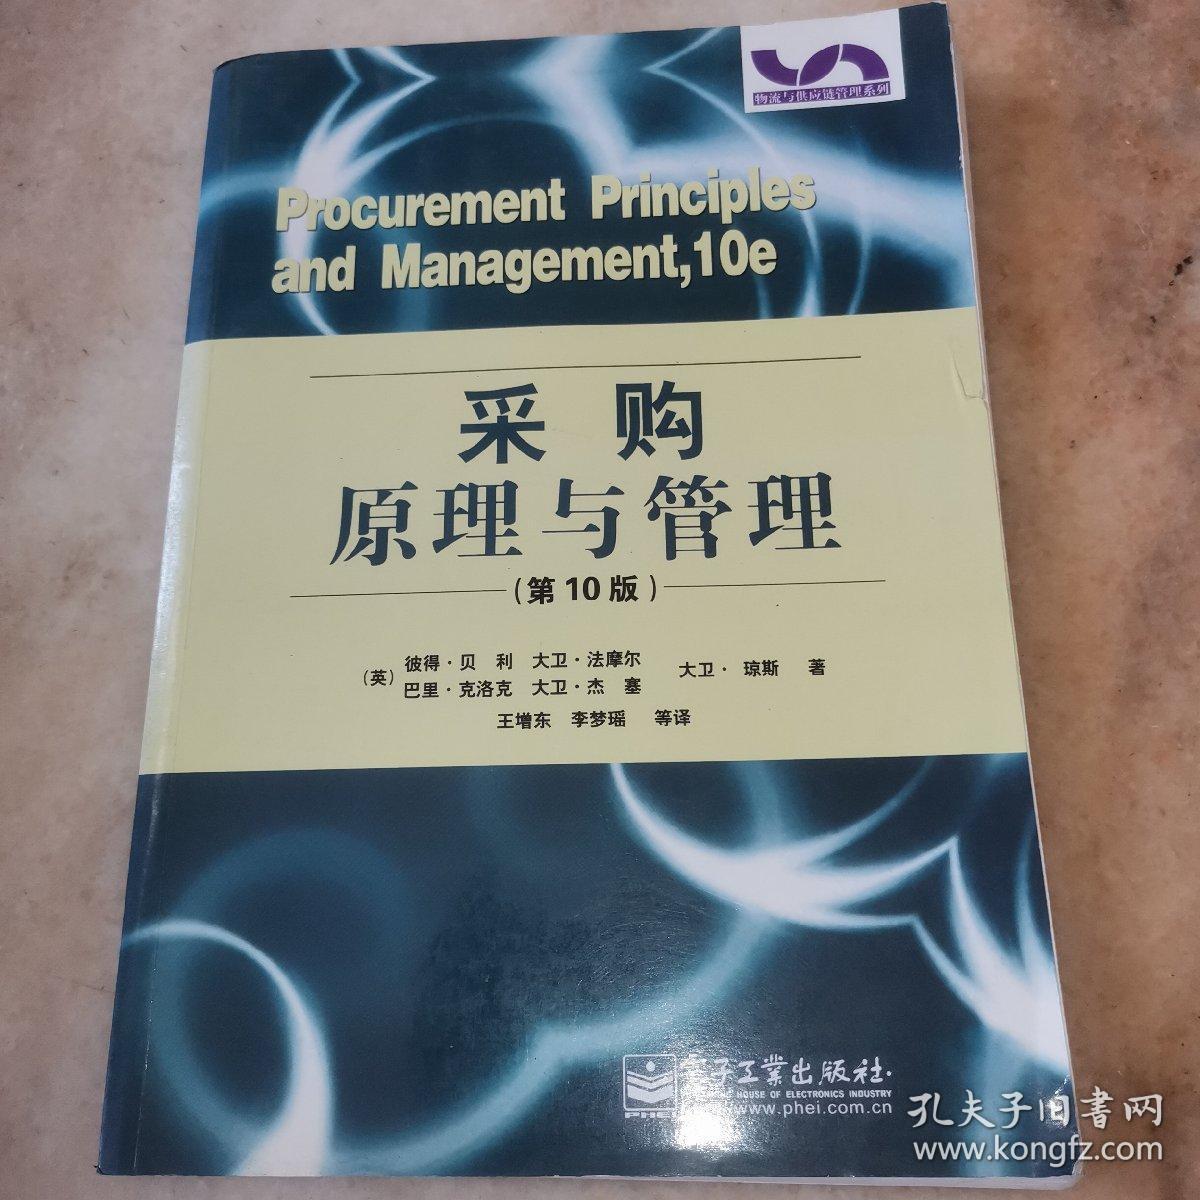 物流与供应链管理系列
Procurement Principles
and Management,10e
采购
原理与管理
(第10版)
(英) 彼得·贝 利 大卫·法摩尔
巴里·克洛克 大卫·杰 塞
大卫·琼斯 著
王增东 李梦瑶 等译
電子工業出版社.
HOUSE OF ELECTRONICS INDUSTRY
PHEI
www.phei.com.cn
孔夫子旧书网
www.kongfz.com